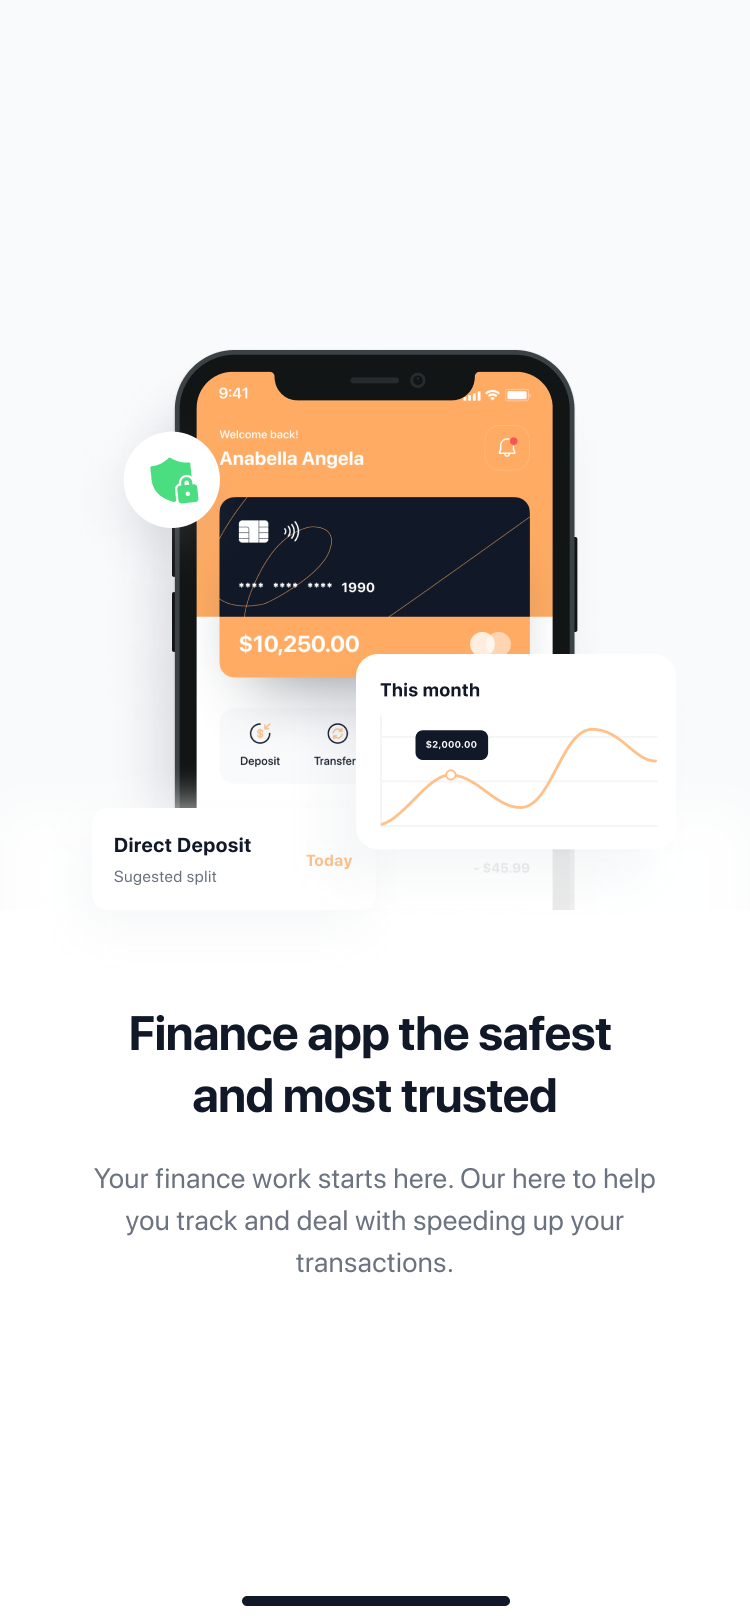 9:41
Welcome back!
Anabella Angela
**** **** **** 1990
$10,250.00
This month
$2,000.00
Deposit
Transfer
Direct Deposit
Sugested split
Today
- $45.99
Finance app the safest
and most trusted
Your finance work starts here. Our here to help
you track and deal with speeding up your
transactions.